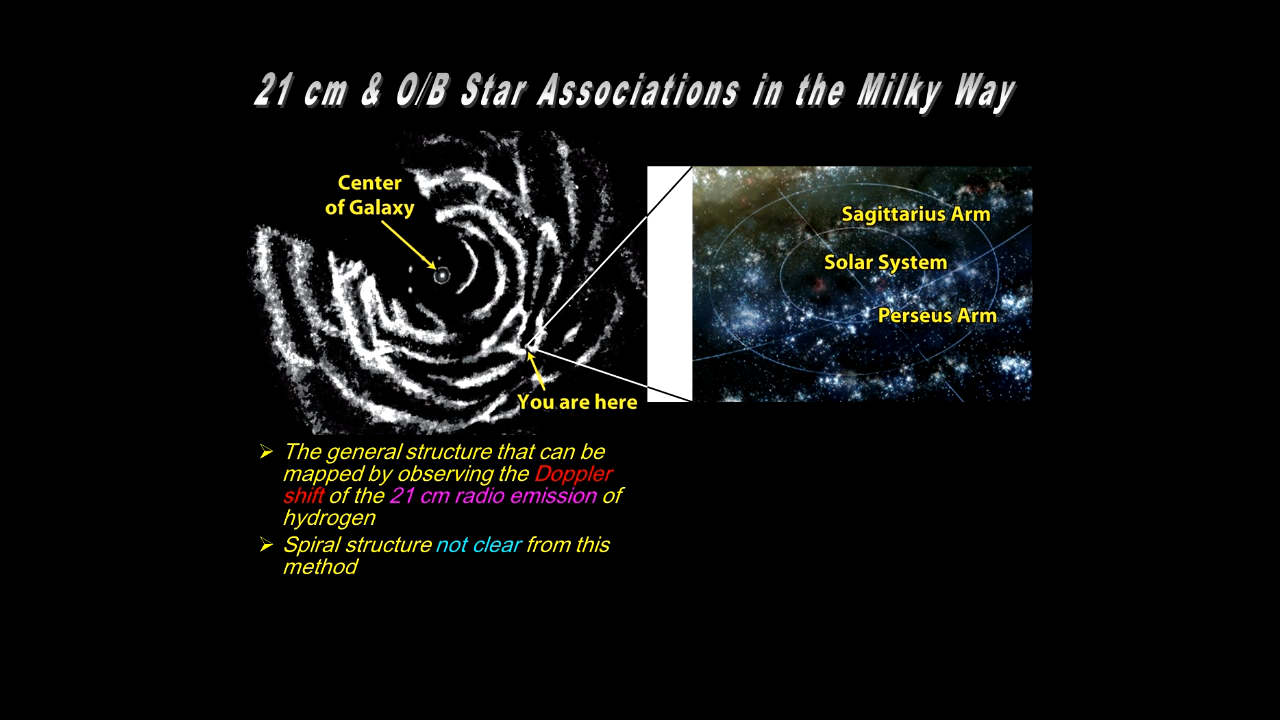 21 cm & O/B Star Associations in the Milky Way
Center
of Galaxy
You are here
Sagittarius Arm
Solar System
Perseus Arm
➢ The general structure that can be
mapped by observing the Doppler
shift of the 21 cm radio emission of
hydrogen
➢ Spiral structure not clear from this
method